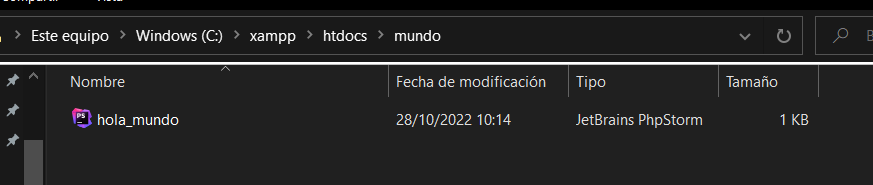 Este equipo > Windows (C:) > xampp > htdocs > mundo
Nombre Fecha de modificación Tipo Tamaño
PS hola_mundo 28/10/2022 10:14 JetBrains PhpStorm 1 KB